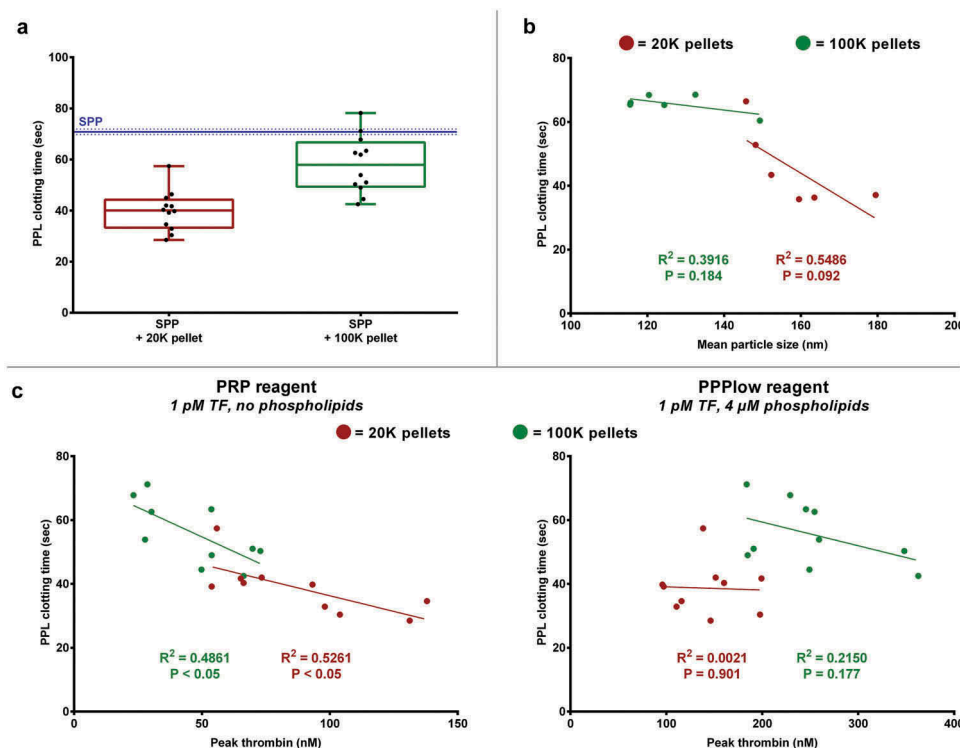 a
100
80
60
40
20
0
PPL clotting time (sec)
SPP
SPP
+ 20K pellet
SPP
+ 100K pellet
b
= 20K pellets
= 100K pellets
80
60
40
20
0
PPL clotting time (sec)
R² = 0.3916
P = 0.184
R² = 0.5486
P = 0.092
100 120 140 160 180 200
Mean particle size (nm)
c
PRP reagent
1 pM TF, no phospholipids
PPPlow reagent
1 pM TF, 4 µM phospholipids
= 20K pellets
= 100K pellets
80
60
40
20
0
PPL clotting time (sec)
R² = 0.4861
P < 0.05
R² = 0.5261
P < 0.05
0 50 100 150
Peak thrombin (nM)
80
60
40
20
0
PPL clotting time (sec)
R² = 0.0021
P = 0.901
R² = 0.2150
P = 0.177
0 100 200 300 400
Peak thrombin (nM)